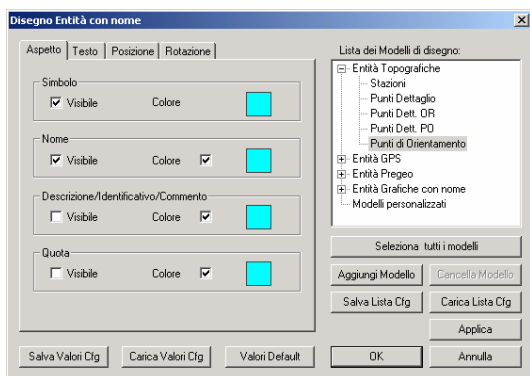 Disegno Entità con nome
Aspetto Testo Posizione Rotazione
Simbolo
Visibile Colore
Nome
Visibile Colore
Descrizione/Identificativo/Commento
Visibile Colore
Quota
Visibile Colore
Salva Valori Cfg Carica Valori Cfg Valori Default
Lista dei Modelli di disegno:
Entità Topografiche
Stazioni
Punti Dettaglio
Punti Dett. OR
Punti Dett. PO
Punti di Orientamento
Entità GPS
Entità Pregeo
Entità Grafiche con nome
Modelli personalizzati
Seleziona tutti i modelli
Aggiungi Modello Cancella Modello
Salva Lista Cfg Carica Lista Cfg
Applica
OK Annulla